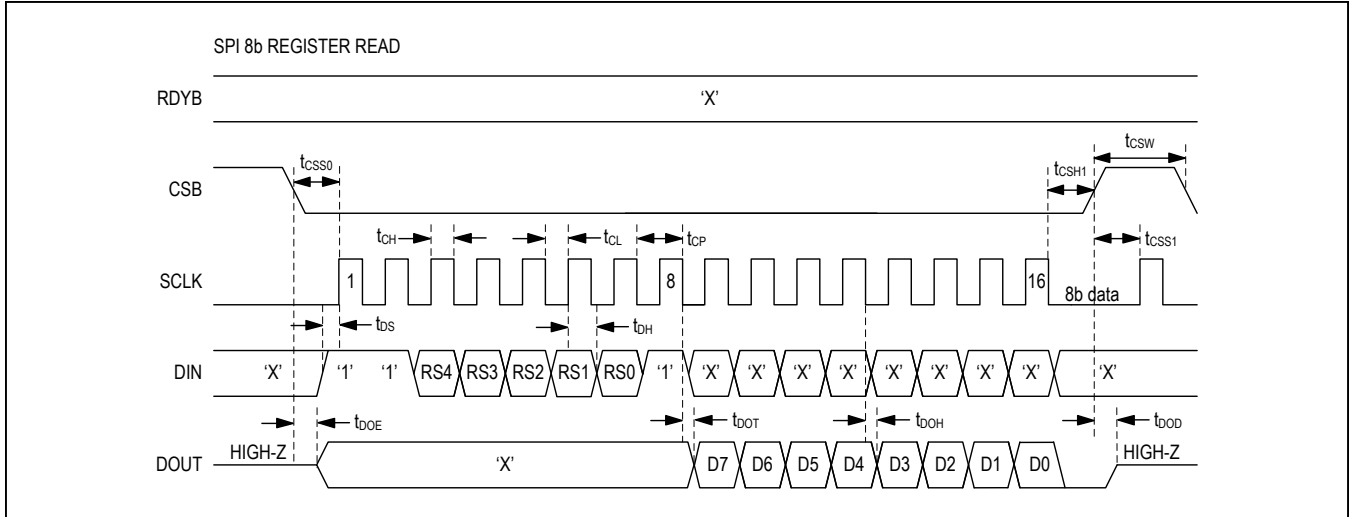 SPI 8b REGISTER READ
RDYB ‘X’
tCSW
tCSS0 tCSH1
CSB
tCH tCL tCP tCSS1
SCLK 1 8 16 8b data
tDS tDH
DIN ‘X’ ‘1’ ‘1’ RS4 RS3 RS2 RS1 RS0 ‘1’ ‘X’ ‘X’ ‘X’ ‘X’ ‘X’ ‘X’ ‘X’ ‘X’ ‘X’
tDOE tDOT tDOH tDOD
HIGH-Z HIGH-Z
DOUT ‘X’ D7 D6 D5 D4 D3 D2 D1 D0